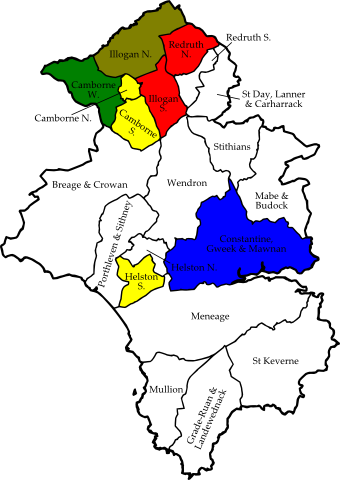 Redruth S.
Illogan N.
Redruth
N.
Camborne
W.
St Day, Lanner
& Carharrack
Illogan
S.
Camborne N.
Camborne
S.
Stithians
Breage & Crowan
Wendron
Mabe &
Budock
Porthleven & Sithney
Constantine,
Gweek & Mawnan
Helston N.
Helston
S.
Meneage
St Keverne
Mullion
Grade-Ruan &
Landewednack